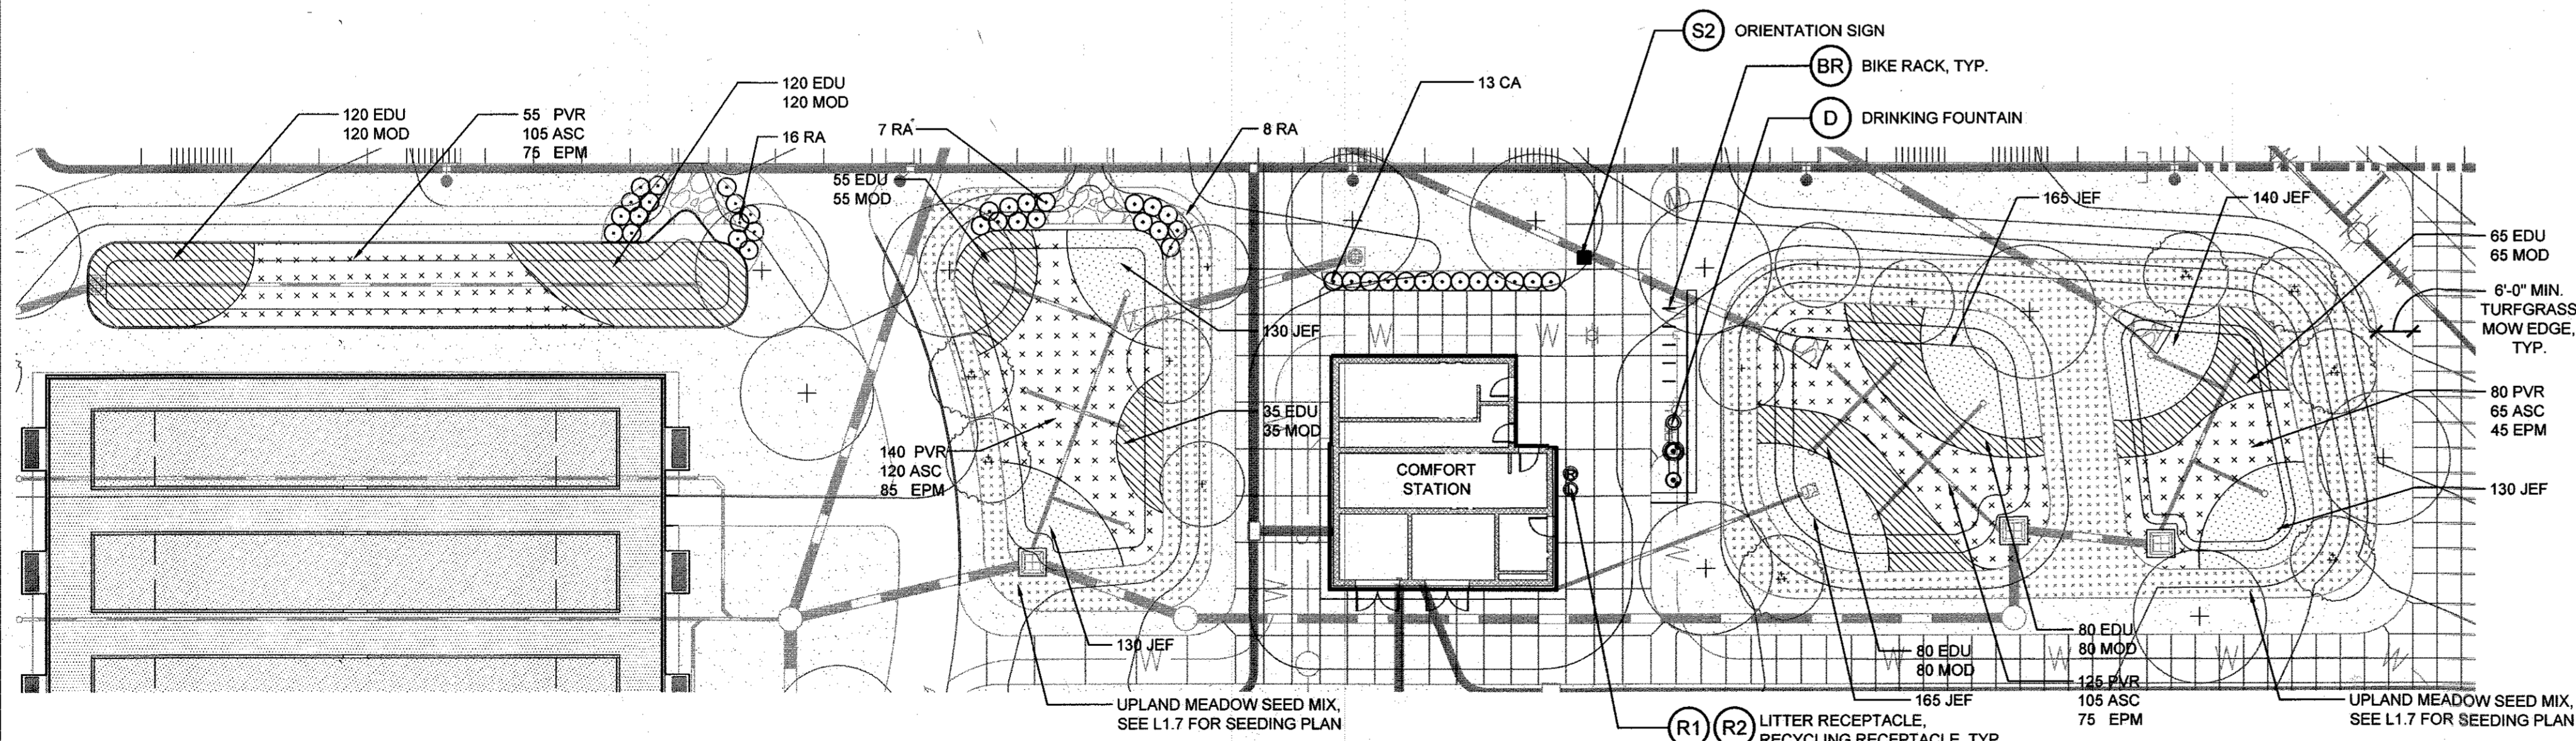 S2 ORIENTATION SIGN
BR BIKE RACK, TYP.
D DRINKING FOUNTAIN
120 EDU
120 MOD
55 PVR
105 ASC
75 EPM
120 EDU
120 MOD
16 RA
7 RA
8 RA
13 CA
55 EDU
55 MOD
130 JEF
35 EDU
35 MOD
140 PVR
120 ASC
85 EPM
130 JEF
UPLAND MEADOW SEED MIX,
SEE L1.7 FOR SEEDING PLAN
COMFORT
STATION
R
L
W
W
W
W
W
W
W
W
W
W
W
165 JEF
140 JEF
65 EDU
65 MOD
6'-0" MIN.
TURFGRASS
MOW EDGE,
TYP.
80 PVR
65 ASC
45 EPM
130 JEF
80 EDU
80 MOD
80 EDU
80 MOD
165 JEF
125 PVR
105 ASC
75 EPM
UPLAND MEADOW SEED MIX,
SEE L1.7 FOR SEEDING PLAN
R1 R2 LITTER RECEPTACLE,
RECYCLING RECEPTACLE, TYP.